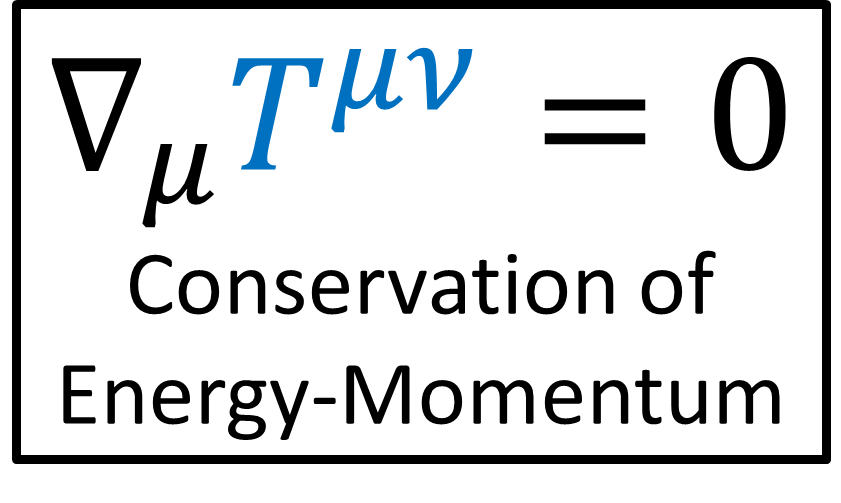 ∇_μ T^{μν} = 0
Conservation of
Energy-Momentum